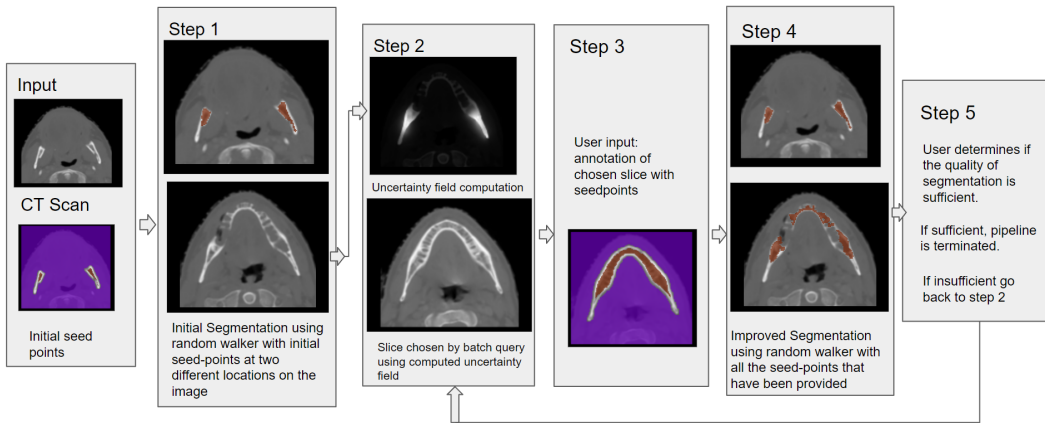 Input
CT Scan
Initial seed
points
Step 1
Initial Segmentation using
random walker with initial
seed-points at two
different locations on the
image
Step 2
Uncertainty field computation
Slice chosen by batch query
using computed uncertainty
field
Step 3
User input:
annotation of
chosen slice with
seedpoints
Step 4
Improved Segmentation
using random walker with
all the seed-points that
have been provided
Step 5
User determines if
the quality of
segmentation is
sufficient.
If sufficient, pipeline
is terminated.
If insufficient go
back to step 2